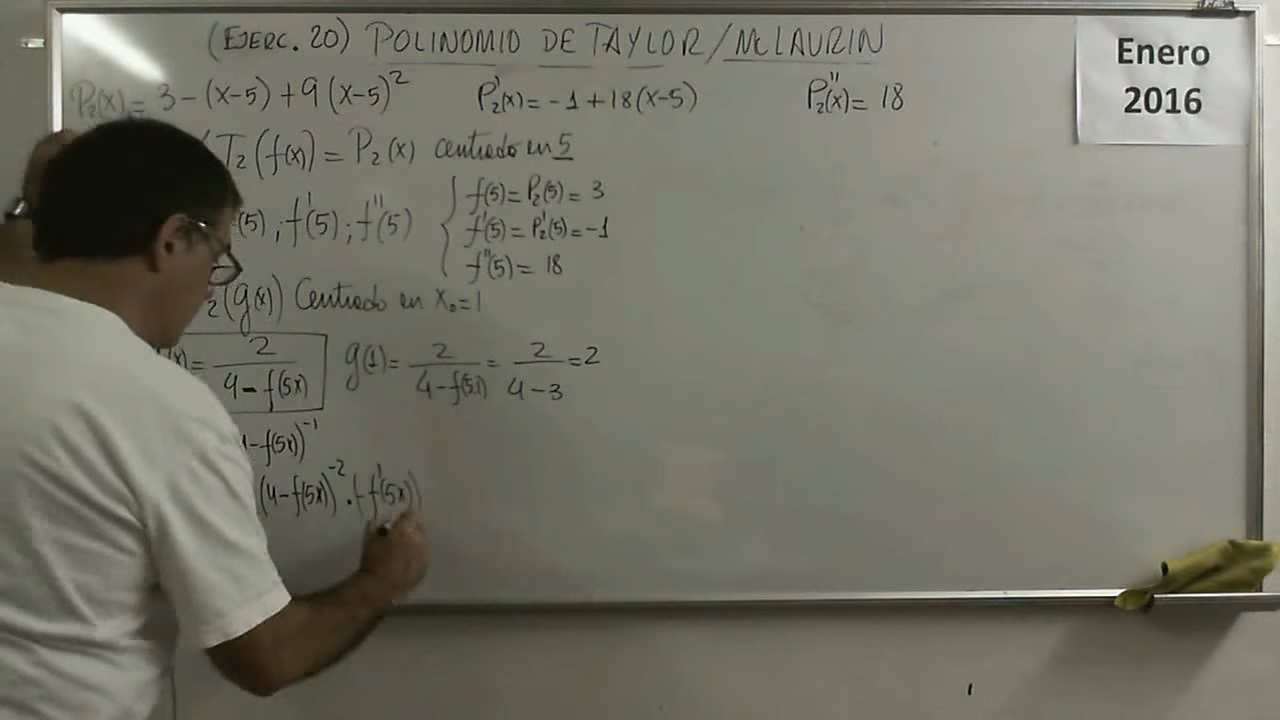 (EJERC. 20) POLINOMIO DE TAYLOR/MCLAURIN
Enero
2016
P₂(x)= 3-(x-5)+9(x-5)² P₂'(x)=-1+18(x-5) P₂''(x)= 18
T₂(f(x))=P₂(x) centrado en 5
(5); f'(5); f''(5)
f(5)=P₂(5)= 3
f'(5)=P₂'(5)=-1
f''(5)= 18
₂(g(x)) Centrado en x₀=1
(x)= 2/(4-f(5x)) g(1)= 2/(4-f(5·1)) = 2/(4-3) =2
-f(5x))⁻¹
(4-f(5x))⁻²·(-f'(5x))